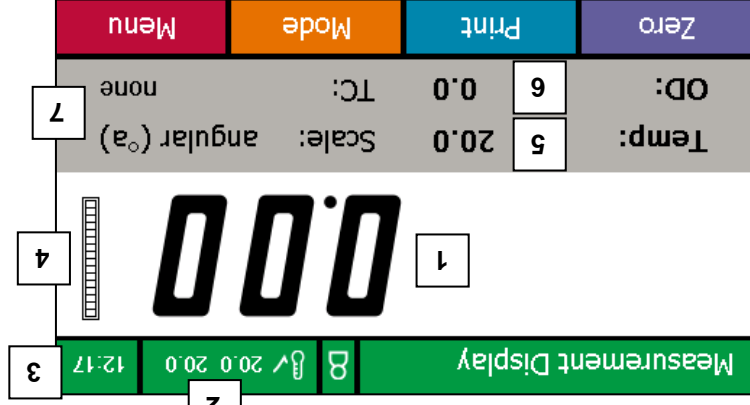 2
Measurement Display 20.0 20.0 12:17 3
1 0.00 4
Temp: 5 20.0 Scale: angular (°a)
7
OD: 6 0.0 TC: none
Zero Print Mode Menu